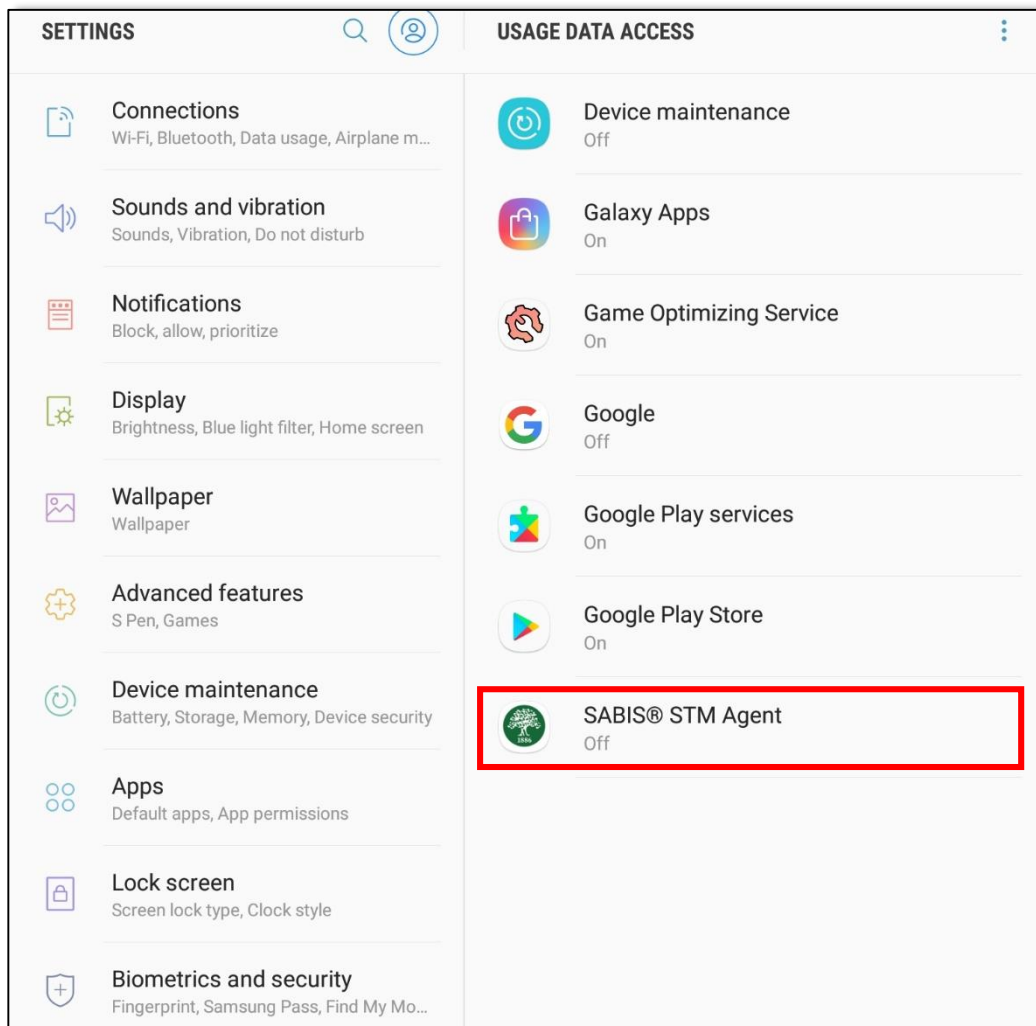 SETTINGS
Connections
Wi-Fi, Bluetooth, Data usage, Airplane m...
Sounds and vibration
Sounds, Vibration, Do not disturb
Notifications
Block, allow, prioritize
Display
Brightness, Blue light filter, Home screen
Wallpaper
Wallpaper
Advanced features
S Pen, Games
Device maintenance
Battery, Storage, Memory, Device security
Apps
Default apps, App permissions
Lock screen
Screen lock type, Clock style
Biometrics and security
Fingerprint, Samsung Pass, Find My Mo...
USAGE DATA ACCESS
Device maintenance
Off
Galaxy Apps
On
Game Optimizing Service
On
Google
Off
Google Play services
On
Google Play Store
On
1886
SABIS® STM Agent
Off